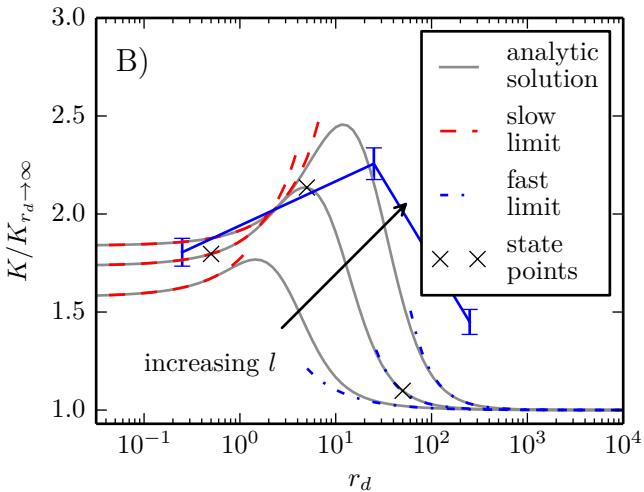 B)
analytic
solution
slow
limit
fast
limit
state
points
increasing l
K/K_{r_d→∞}
3.0
2.5
2.0
1.5
1.0
10^{-1} 10^0 10^1 10^2 10^3 10^4
r_d